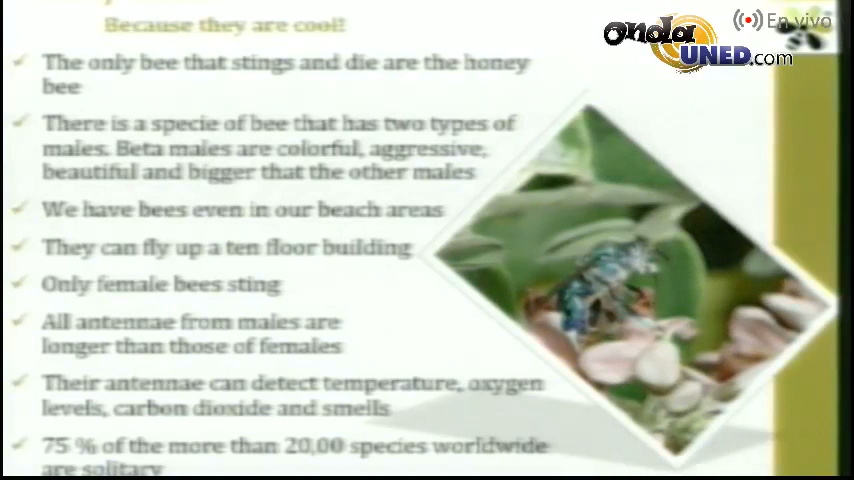 Because they are cool!
onda
UNED.com
En vivo
The only bee that stings and die are the honey
bee
There is a specie of bee that has two types of
males. Beta males are colorful, aggressive,
beautiful and bigger that the other males
We have bees even in our beach areas
They can fly up a ten floor building
Only female bees sting
All antennae from males are
longer than those of females
Their antennae can detect temperature, oxygen
levels, carbon dioxide and smells
75 % of the more than 20,00 species worldwide
are solitary